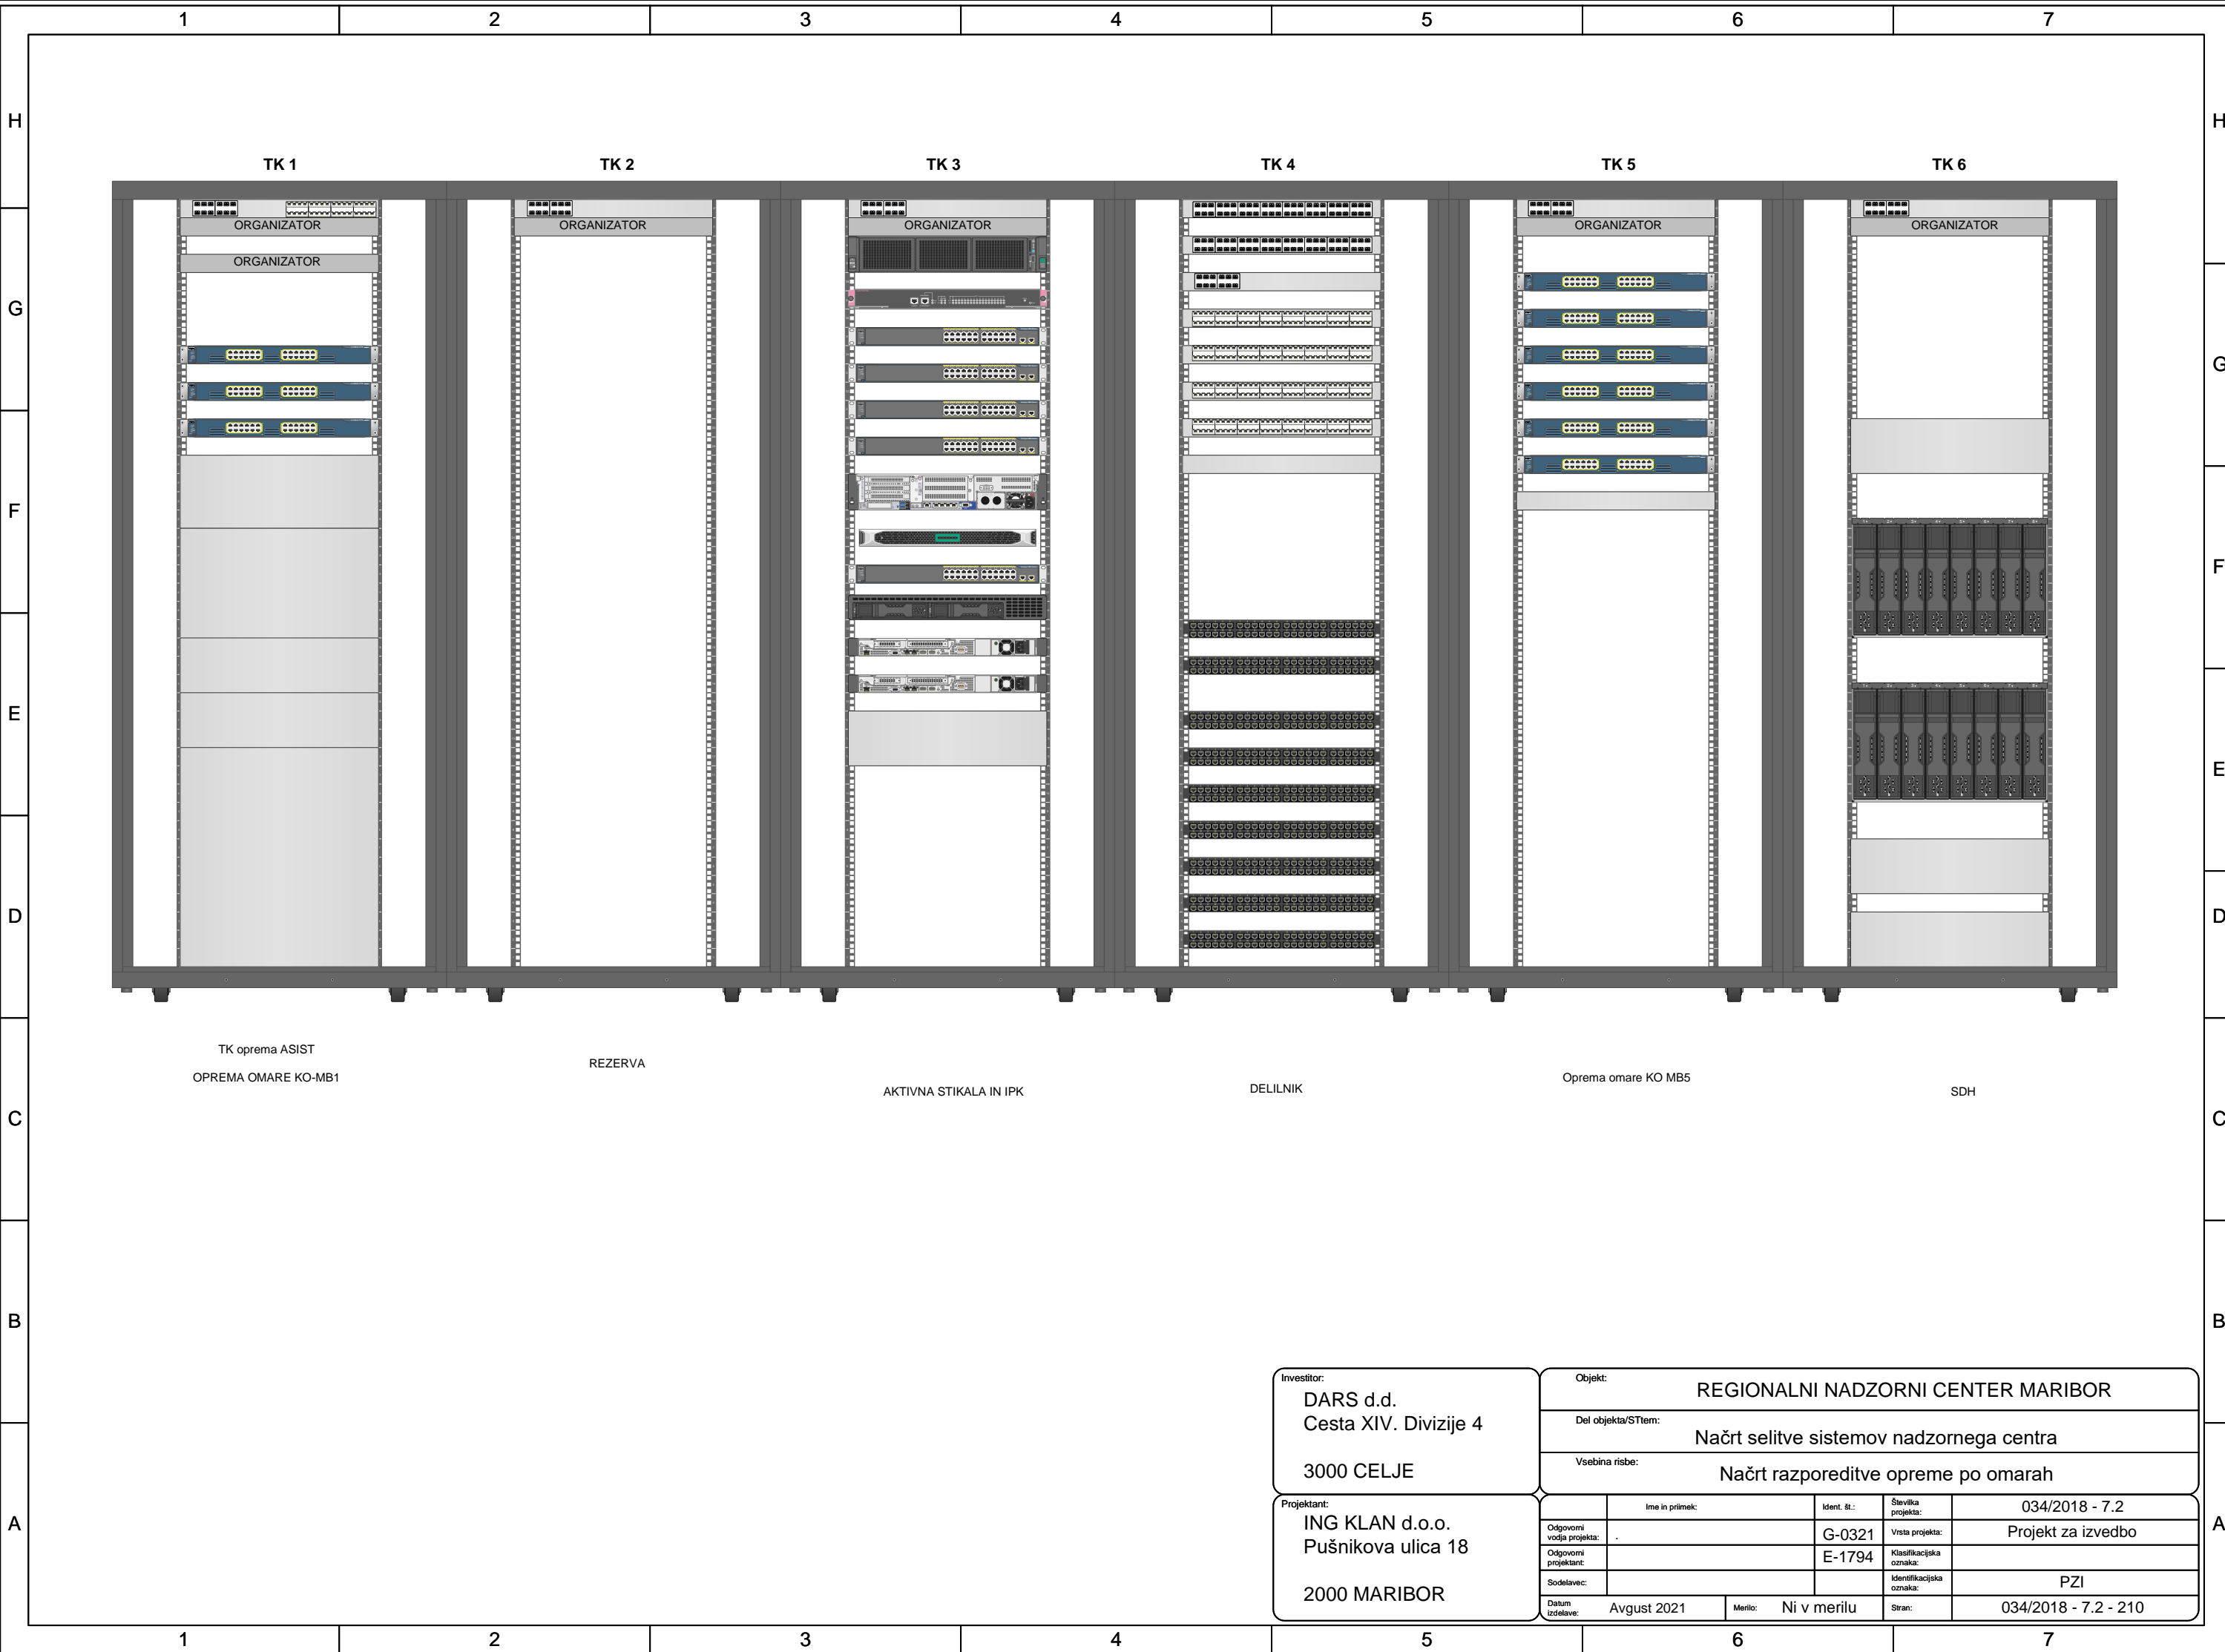 1 2 3 4 5 6 7
H H
TK 1 TK 2 TK 3 TK 4 TK 5 TK 6
ORGANIZATOR ORGANIZATOR ORGANIZATOR ORGANIZATOR ORGANIZATOR
ORGANIZATOR
G G
F F
E E
D D
TK oprema ASIST
OPREMA OMARE KO-MB1
REZERVA
AKTIVNA STIKALA IN IPK
DELILNIK
Oprema omare KO MB5
SDH
C C
B B
A A
Investitor:
DARS d.d.
Cesta XIV. Divizije 4
3000 CELJE
Projektant:
ING KLAN d.o.o.
Pušnikova ulica 18
2000 MARIBOR
Objekt:
REGIONALNI NADZORNI CENTER MARIBOR
Del objekta/STtem:
Načrt selitve sistemov nadzornega centra
Vsebina risbe:
Načrt razporeditve opreme po omarah
Ime in priimek: Ident. št.: Številka projekta: 034/2018 - 7.2
Odgovorni vodja projekta: . G-0321 Vrsta projekta: Projekt za izvedbo
Odgovorni projektant: E-1794 Klasifikacijska oznaka:
Sodelavec: Identifikacijska oznaka: PZI
Datum izdelave: Avgust 2021 Merilo: Ni v merilu Stran: 034/2018 - 7.2 - 210
1 2 3 4 5 6 7